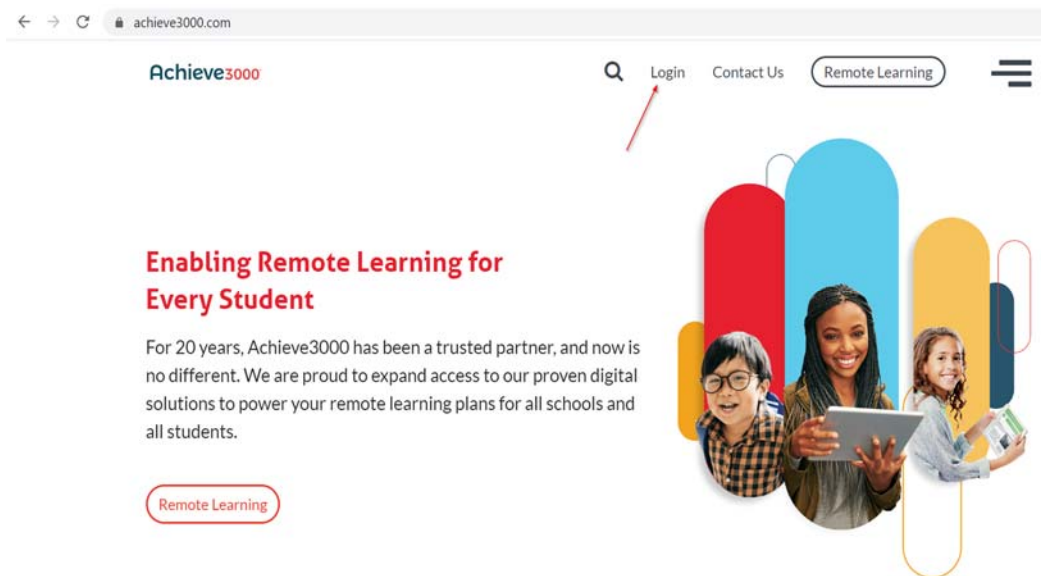 achieve3000.com
Achieve3000
Login
Contact Us
Remote Learning
Enabling Remote Learning for
Every Student
For 20 years, Achieve3000 has been a trusted partner, and now is
no different. We are proud to expand access to our proven digital
solutions to power your remote learning plans for all schools and
all students.
Remote Learning